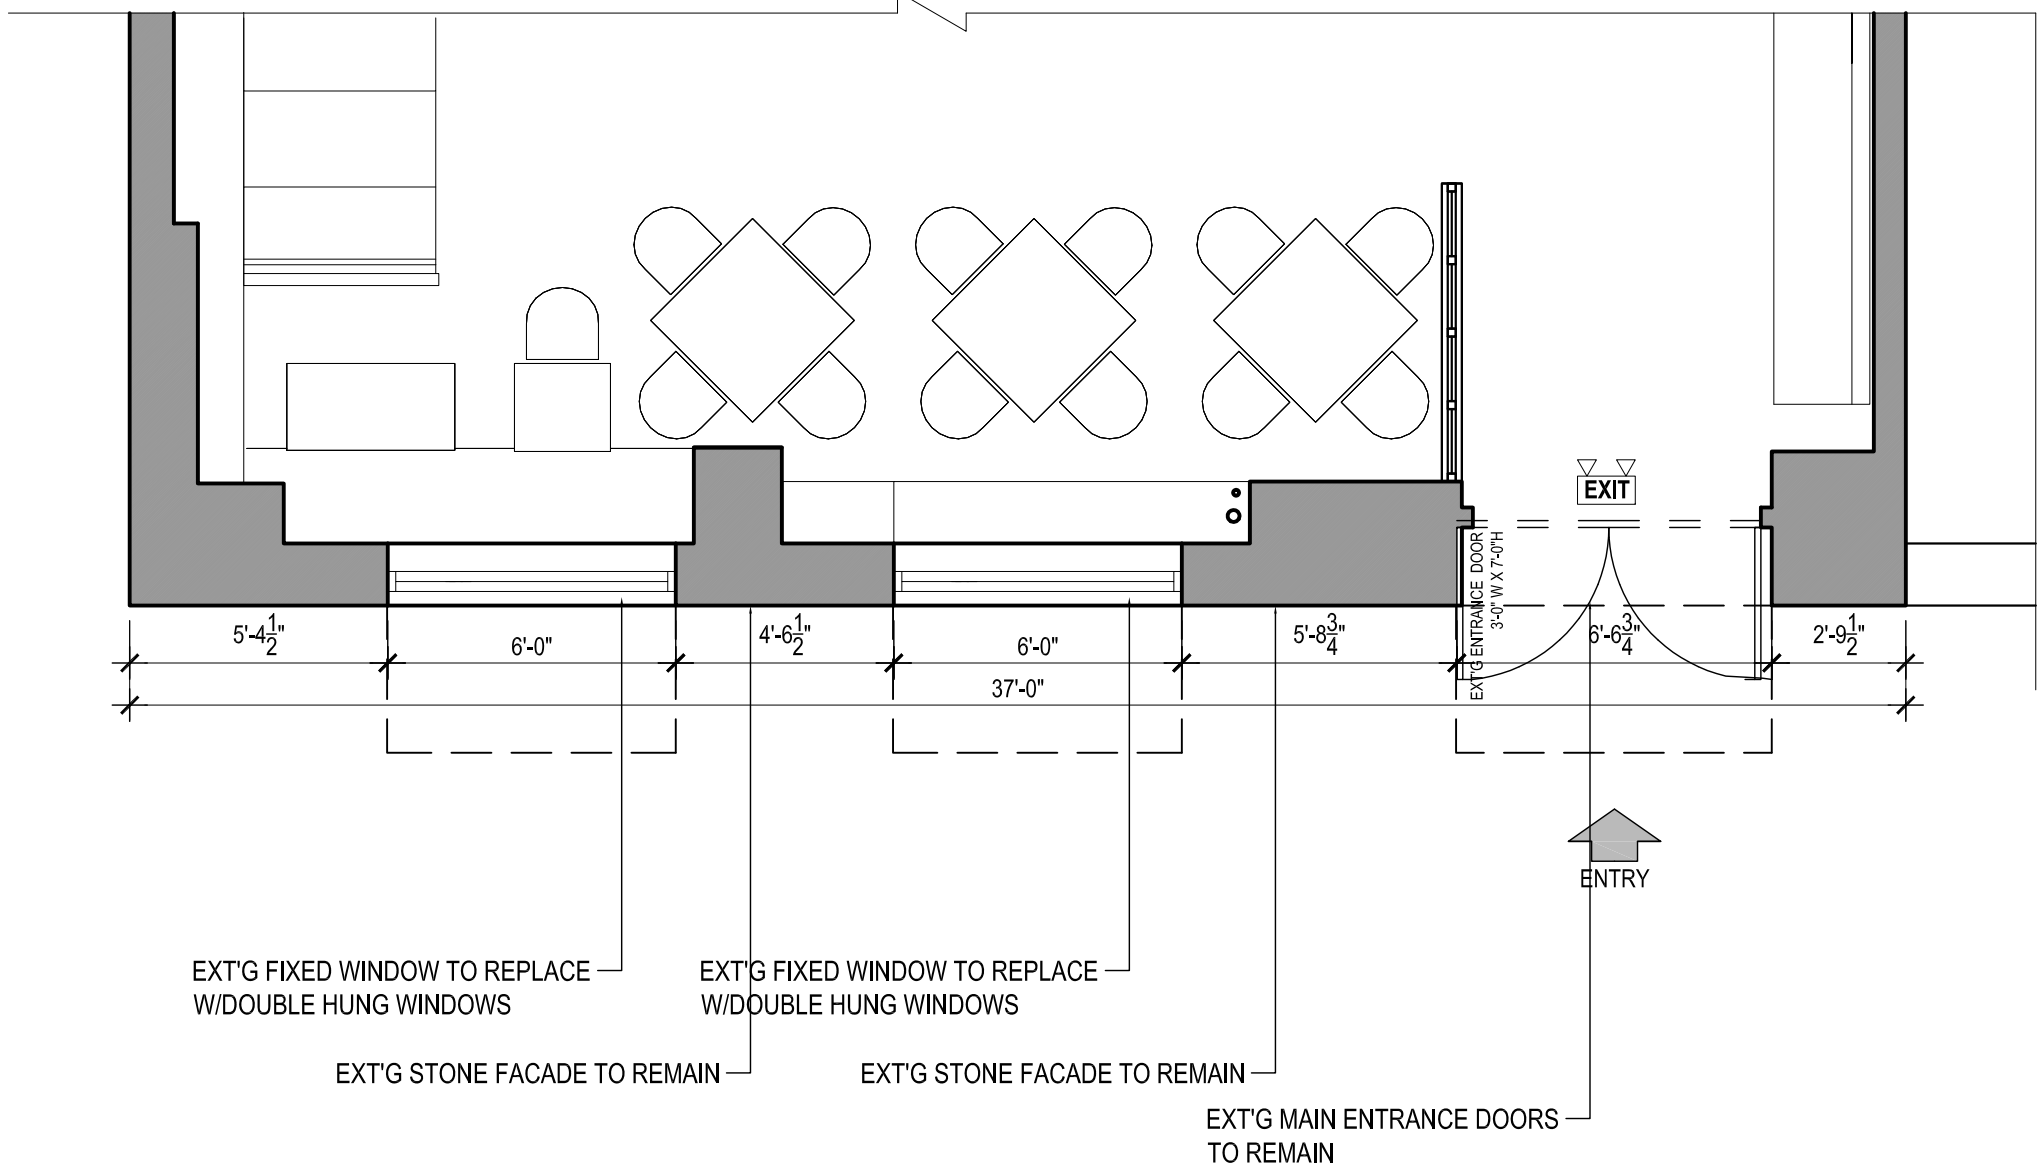 EXIT
EXT'G ENTRANCE DOOR
3'-0" W X 7'-0"H
5'-4 1/2"
6'-0"
4'-6 1/2"
6'-0"
5'-8 3/4"
6'-6 3/4"
2'-9 1/2"
37'-0"
ENTRY
EXT'G FIXED WINDOW TO REPLACE
W/DOUBLE HUNG WINDOWS
EXT'G FIXED WINDOW TO REPLACE
W/DOUBLE HUNG WINDOWS
EXT'G STONE FACADE TO REMAIN
EXT'G STONE FACADE TO REMAIN
EXT'G MAIN ENTRANCE DOORS
TO REMAIN